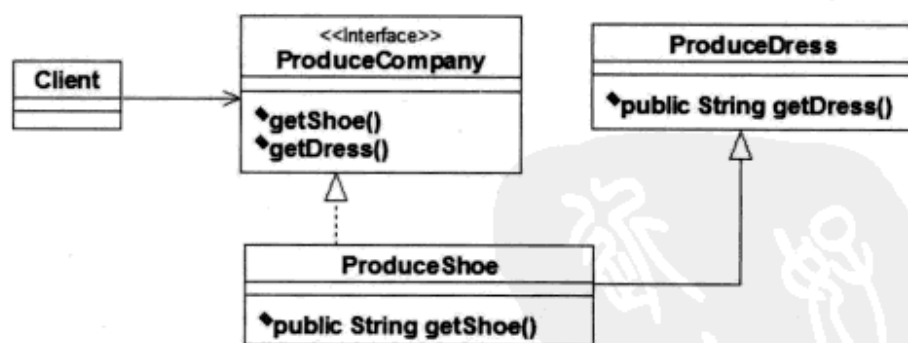 Client
<<Interface>>
ProduceCompany
getShoe()
getDress()
ProduceDress
public String getDress()
ProduceShoe
public String getShoe()